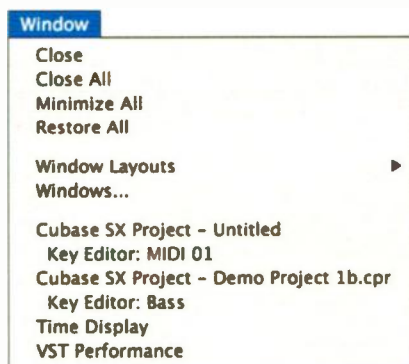 Window
Close
Close All
Minimize All
Restore All
Window Layouts
Windows...
Cubase SX Project – Untitled
Key Editor: MIDI 01
Cubase SX Project – Demo Project 1b.cpr
Key Editor: Bass
Time Display
VST Performance